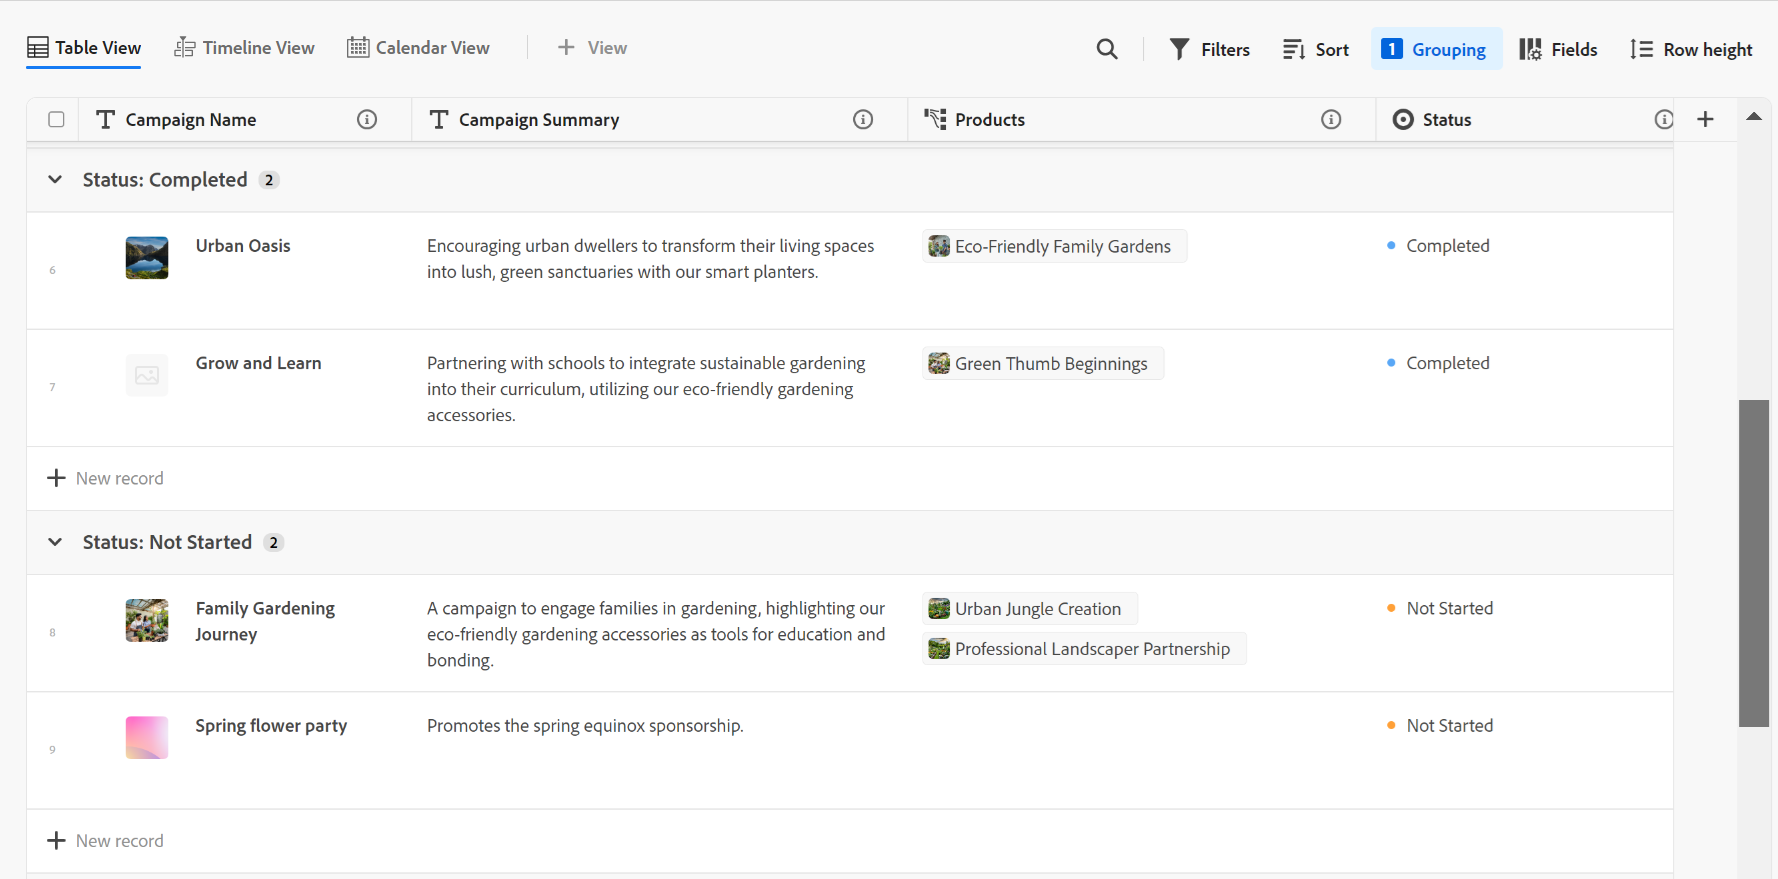 Table View Timeline View Calendar View View Filters Sort 1 Grouping Fields Row height
Campaign Name Campaign Summary Products Status
Status: Completed 2
6
Urban Oasis
Encouraging urban dwellers to transform their living spaces
into lush, green sanctuaries with our smart planters.
Eco-Friendly Family Gardens
Completed
7
Grow and Learn
Partnering with schools to integrate sustainable gardening
into their curriculum, utilizing our eco-friendly gardening
accessories.
Green Thumb Beginnings
Completed
New record
Status: Not Started 2
8
Family Gardening
Journey
A campaign to engage families in gardening, highlighting our
eco-friendly gardening accessories as tools for education and
bonding.
Urban Jungle Creation
Professional Landscaper Partnership
Not Started
9
Spring flower party
Promotes the spring equinox sponsorship.
Not Started
New record